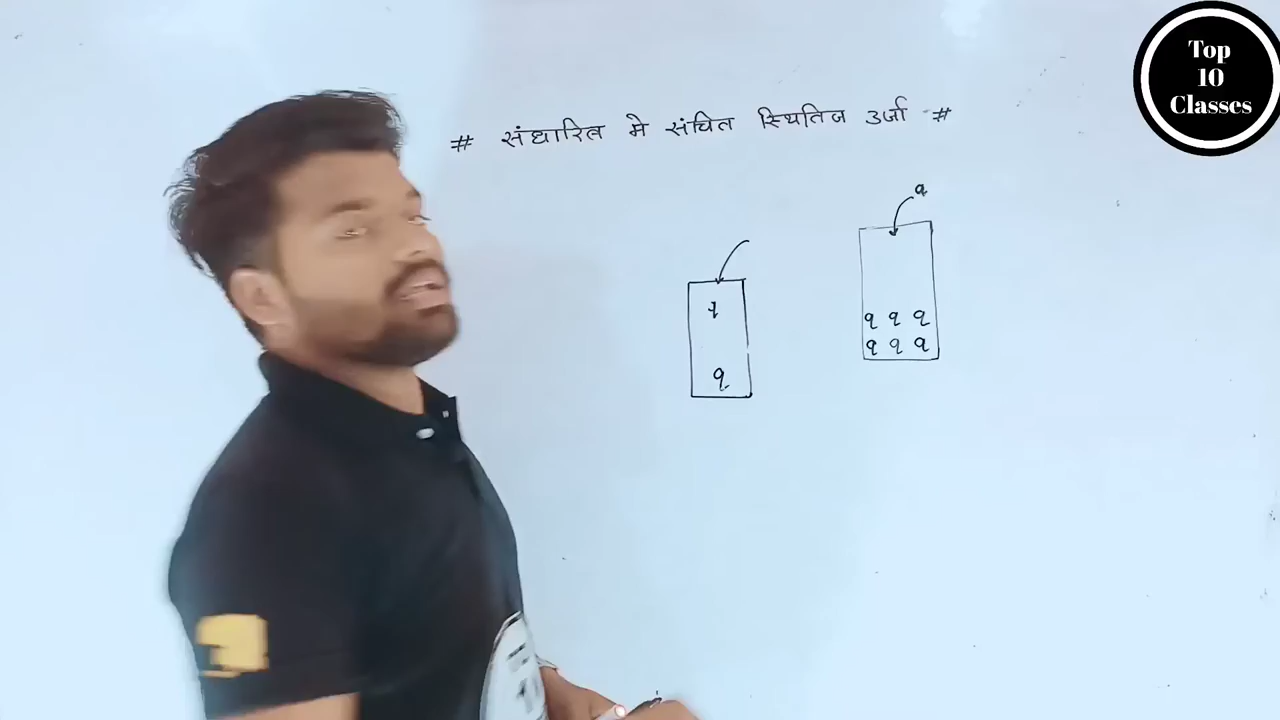 # संधारित्र मे संचित स्थितिज उर्जा #
Top
10
Classes
q
q
q q q
q q q